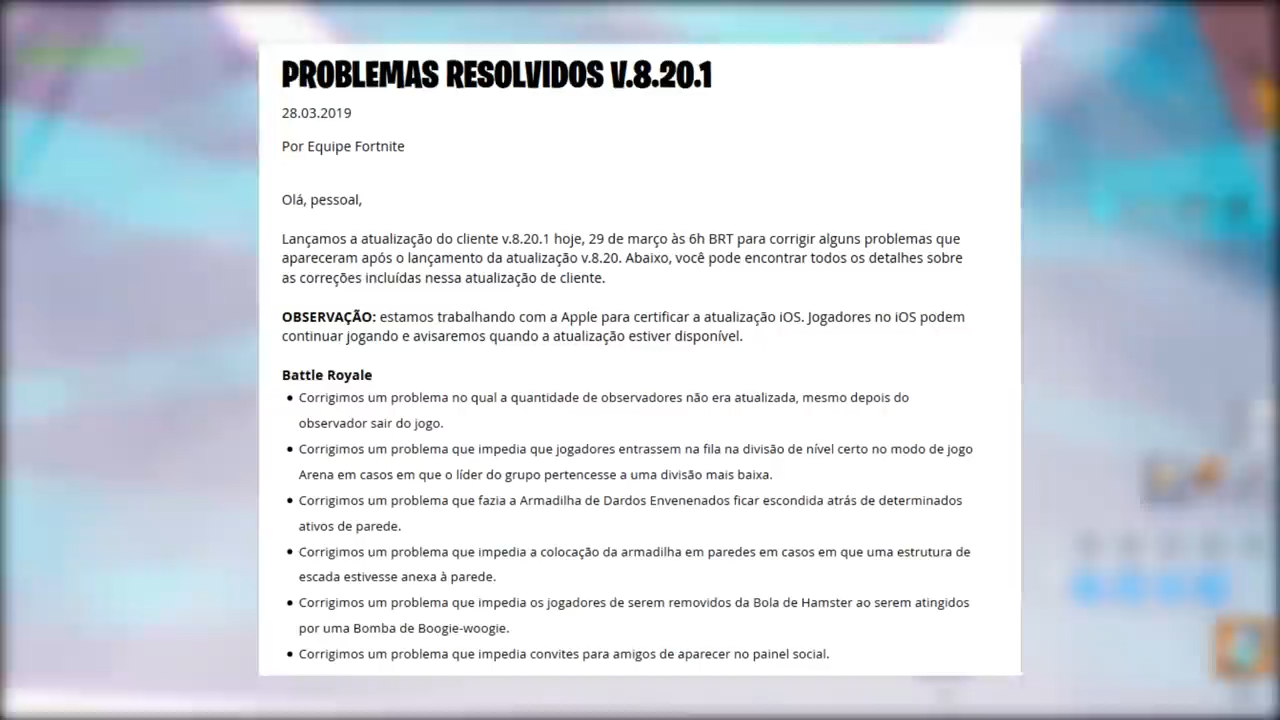 PROBLEMAS RESOLVIDOS V.8.20.1
28.03.2019
Por Equipe Fortnite
Olá, pessoal,
Lançamos a atualização do cliente v.8.20.1 hoje, 29 de março às 6h BRT para corrigir alguns problemas que
apareceram após o lançamento da atualização v.8.20. Abaixo, você pode encontrar todos os detalhes sobre
as correções incluídas nessa atualização de cliente.
OBSERVAÇÃO: estamos trabalhando com a Apple para certificar a atualização iOS. Jogadores no iOS podem
continuar jogando e avisaremos quando a atualização estiver disponível.
Battle Royale
• Corrigimos um problema no qual a quantidade de observadores não era atualizada, mesmo depois do
observador sair do jogo.
• Corrigimos um problema que impedia que jogadores entrassem na fila na divisão de nível certo no modo de jogo
Arena em casos em que o líder do grupo pertencesse a uma divisão mais baixa.
• Corrigimos um problema que fazia a Armadilha de Dardos Envenenados ficar escondida atrás de determinados
ativos de parede.
• Corrigimos um problema que impedia a colocação da armadilha em paredes em casos em que uma estrutura de
escada estivesse anexa à parede.
• Corrigimos um problema que impedia os jogadores de serem removidos da Bola de Hamster ao serem atingidos
por uma Bomba de Boogie-woogie.
• Corrigimos um problema que impedia convites para amigos de aparecer no painel social.